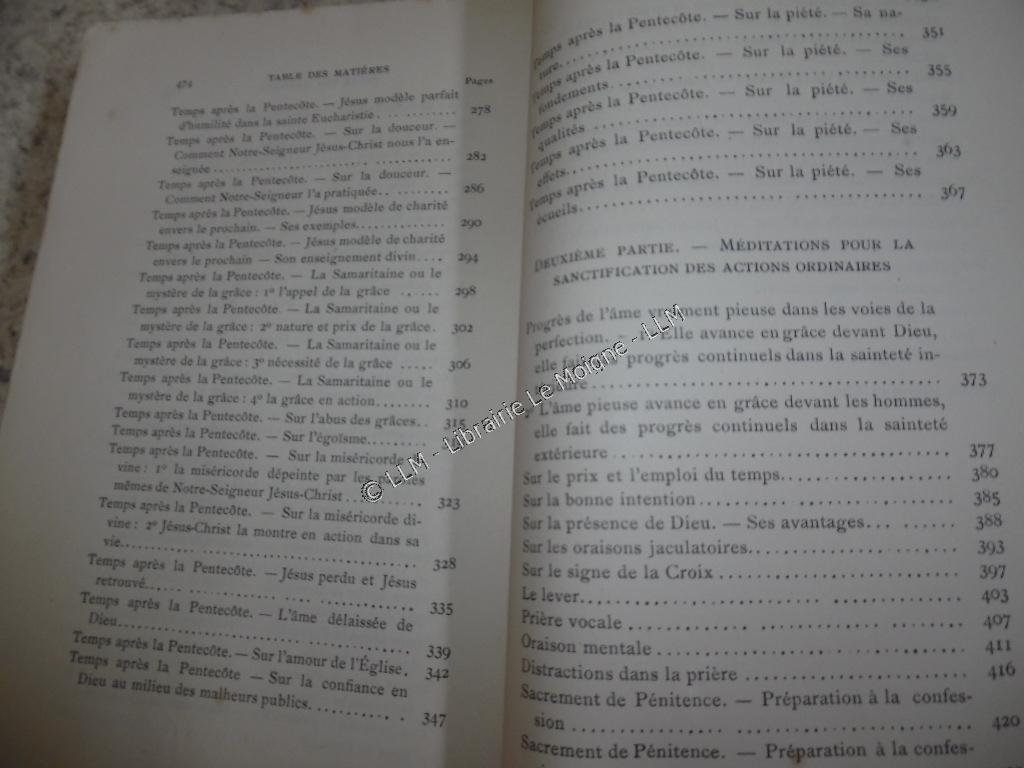 474 TABLE DES MATIÈRES
Pages
Temps après la Pentecôte. — Jésus modèle parfait
d'humilité dans la sainte Eucharistie . . . . . . . . . . 278
Temps après la Pentecôte. — Sur la douceur. —
Comment Notre-Seigneur Jésus-Christ nous l'a en-
seignée . . . . . . . . . . . . . . . . . . . . 282
Temps après la Pentecôte. — Sur la douceur. —
Comment Notre-Seigneur l'a pratiquée. . . . . . . . . . 286
Temps après la Pentecôte. — Jésus modèle de charité
envers le prochain. — Ses exemples. . . . . . . . . . . 290
Temps après la Pentecôte. — Jésus modèle de charité
envers le prochain — Son enseignement divin . . . . 294
Temps après la Pentecôte. — La Samaritaine ou le
mystère de la grâce : 1º l'appel de la grâce . . . . . . 298
Temps après la Pentecôte. — La Samaritaine ou le
mystère de la grâce : 2º nature et prix de la grâce. 302
Temps après la Pentecôte. — La Samaritaine ou le
mystère de la grâce : 3º nécessité de la grâce . . . . . 306
Temps après la Pentecôte. — La Samaritaine ou le
mystère de la grâce : 4º la grâce en action. . . . . . . . 310
Temps après la Pentecôte. — Sur l'abus des grâces. . 315
Temps après la Pentecôte. — Sur l'égoïsme. . . . . . . .
Temps après la Pentecôte. — Sur la miséricorde di-
vine : 1º la miséricorde dépeinte par les
mêmes de Notre-Seigneur Jésus-Christ . . . . . . . . . . 323
Temps après la Pentecôte. — Sur la miséricorde di-
vine : 2º Jésus-Christ la montre en action dans sa
vie. . . . . . . . . . . . . . . . . . . . 328
Temps après la Pentecôte. — Jésus perdu et Jésus
retrouvé. . . . . . . . . . . . . . . . . . . . 335
Temps après la Pentecôte. — L'âme délaissée de
Dieu. . . . . . . . . . . . . . . . . . . . 339
Temps après la Pentecôte. — Sur l'amour de l'Église. 342
Temps après la Pentecôte — Sur la confiance en
Dieu au milieu des malheurs publics. . . . . . . . . . 347
Temps après la Pentecôte. — Sur la piété. — Sa na-
ture. . . . . . . . . . . . . . . . . . . . 351
Temps après la Pentecôte. — Sur la piété. — Ses
fondements . . . . . . . . . . . . . . . . . . . . 355
Temps après la Pentecôte. — Sur la piété. — Ses
qualités . . . . . . . . . . . . . . . . . . . . 359
Temps après la Pentecôte. — Sur la piété. — Ses
effets. . . . . . . . . . . . . . . . . . . . 363
Temps après la Pentecôte. — Sur la piété. — Ses
écueils. . . . . . . . . . . . . . . . . . . . 367
DEUXIÈME PARTIE. — MÉDITATIONS POUR LA
SANCTIFICATION DES ACTIONS ORDINAIRES
Progrès de l'âme vraiment pieuse dans les voies de la
perfection. — Elle avance en grâce devant Dieu,
elle fait des progrès continuels dans la sainteté in-
. . . . . . . . . . . . . . . . . . . . 373
L'âme pieuse avance en grâce devant les hommes,
elle fait des progrès continuels dans la sainteté
extérieure . . . . . . . . . . . . . . . . . . . . 377
Sur le prix et l'emploi du temps. . . . . . . . . . . 380
Sur la bonne intention . . . . . . . . . . . . . . . . . . . . 385
Sur la présence de Dieu. — Ses avantages. . . . . . . 388
Sur les oraisons jaculatoires. . . . . . . . . . . . . . . . 393
Sur le signe de la Croix . . . . . . . . . . . . . . . . . . . . 397
Le lever. . . . . . . . . . . . . . . . . . . . 403
Prière vocale . . . . . . . . . . . . . . . . . . . . 407
Oraison mentale . . . . . . . . . . . . . . . . . . . . 411
Distractions dans la prière . . . . . . . . . . . . . . . . . . . . 416
Sacrement de Pénitence. — Préparation à la confes-
sion . . . . . . . . . . . . . . . . . . . . 420
Sacrement de Pénitence. — Préparation à la confes-
© LLM - Librairie Le Moigne - LLM